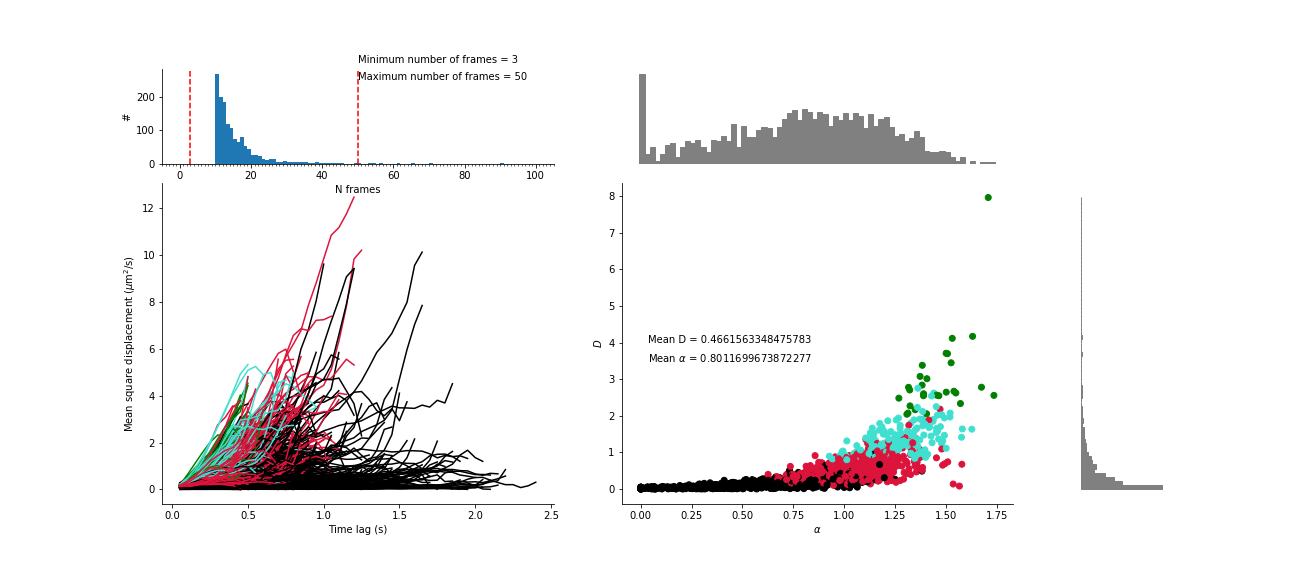 Minimum number of frames = 3
Maximum number of frames = 50
#
200
100
0
0 20 40 60 80 100
N frames
Mean square displacement (μm²/s)
12
10
8
6
4
2
0
0.0 0.5 1.0 1.5 2.0 2.5
Time lag (s)
D
8
7
6
5
4
3
2
1
0
Mean D = 0.4661563348475783
Mean α = 0.8011699673872277
0.00 0.25 0.50 0.75 1.00 1.25 1.50 1.75
α